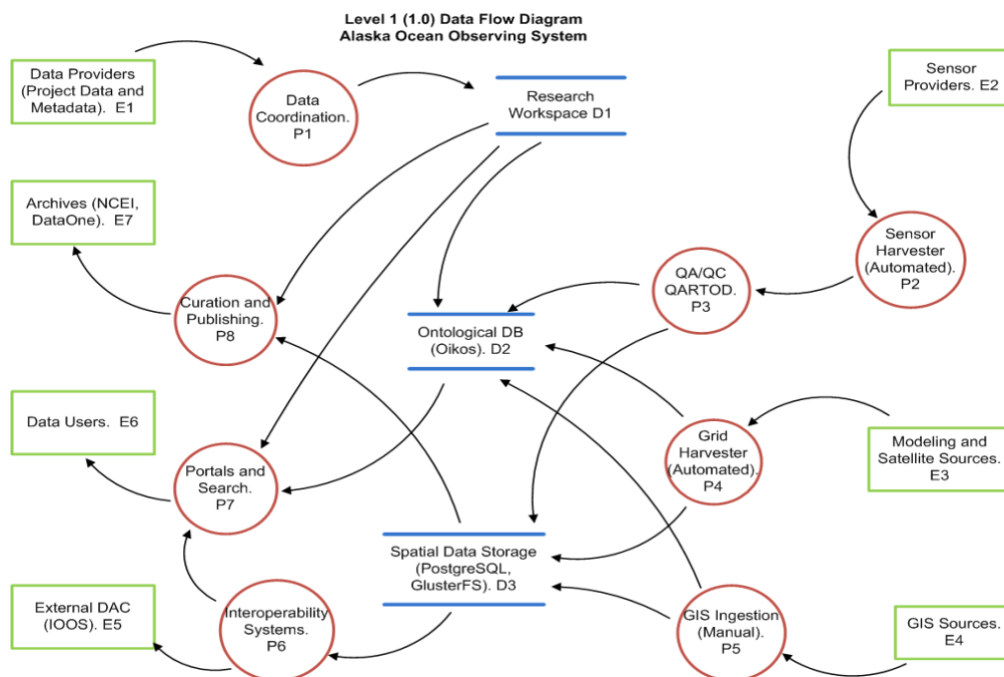 Level 1 (1.0) Data Flow Diagram
Alaska Ocean Observing System
Data Providers
(Project Data and
Metadata). E1
Data
Coordination.
P1
Research
Workspace D1
Sensor
Providers. E2
Archives (NCEI,
DataOne). E7
Curation and
Publishing.
P8
QA/QC
QARTOD.
P3
Sensor
Harvester
(Automated).
P2
Ontological DB
(Oikos). D2
Data Users. E6
Portals and
Search.
P7
Grid
Harvester
(Automated).
P4
Modeling and
Satellite Sources.
E3
Spatial Data Storage
(PostgreSQL,
GlusterFS). D3
External DAC
(IOOS). E5
Interoperability
Systems.
P6
GIS Ingestion
(Manual).
P5
GIS Sources.
E4